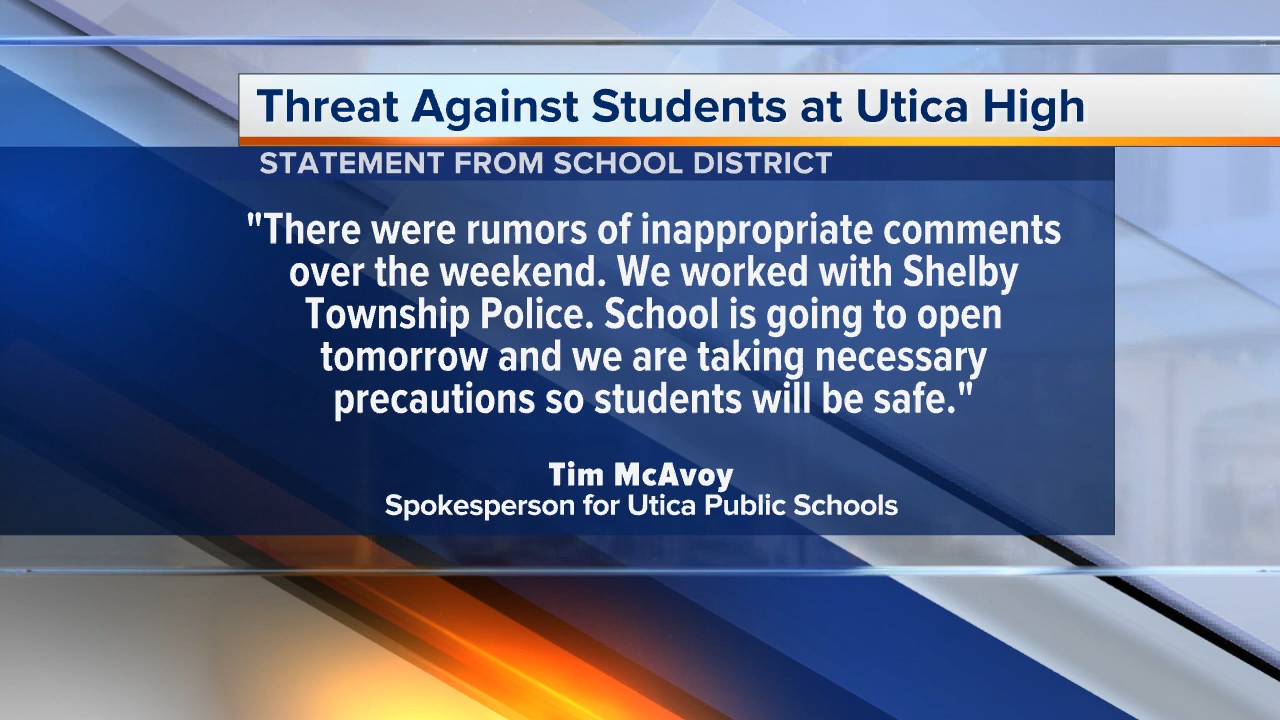 Threat Against Students at Utica High
STATEMENT FROM SCHOOL DISTRICT
"There were rumors of inappropriate comments
over the weekend. We worked with Shelby
Township Police. School is going to open
tomorrow and we are taking necessary
precautions so students will be safe."
Tim McAvoy
Spokesperson for Utica Public Schools